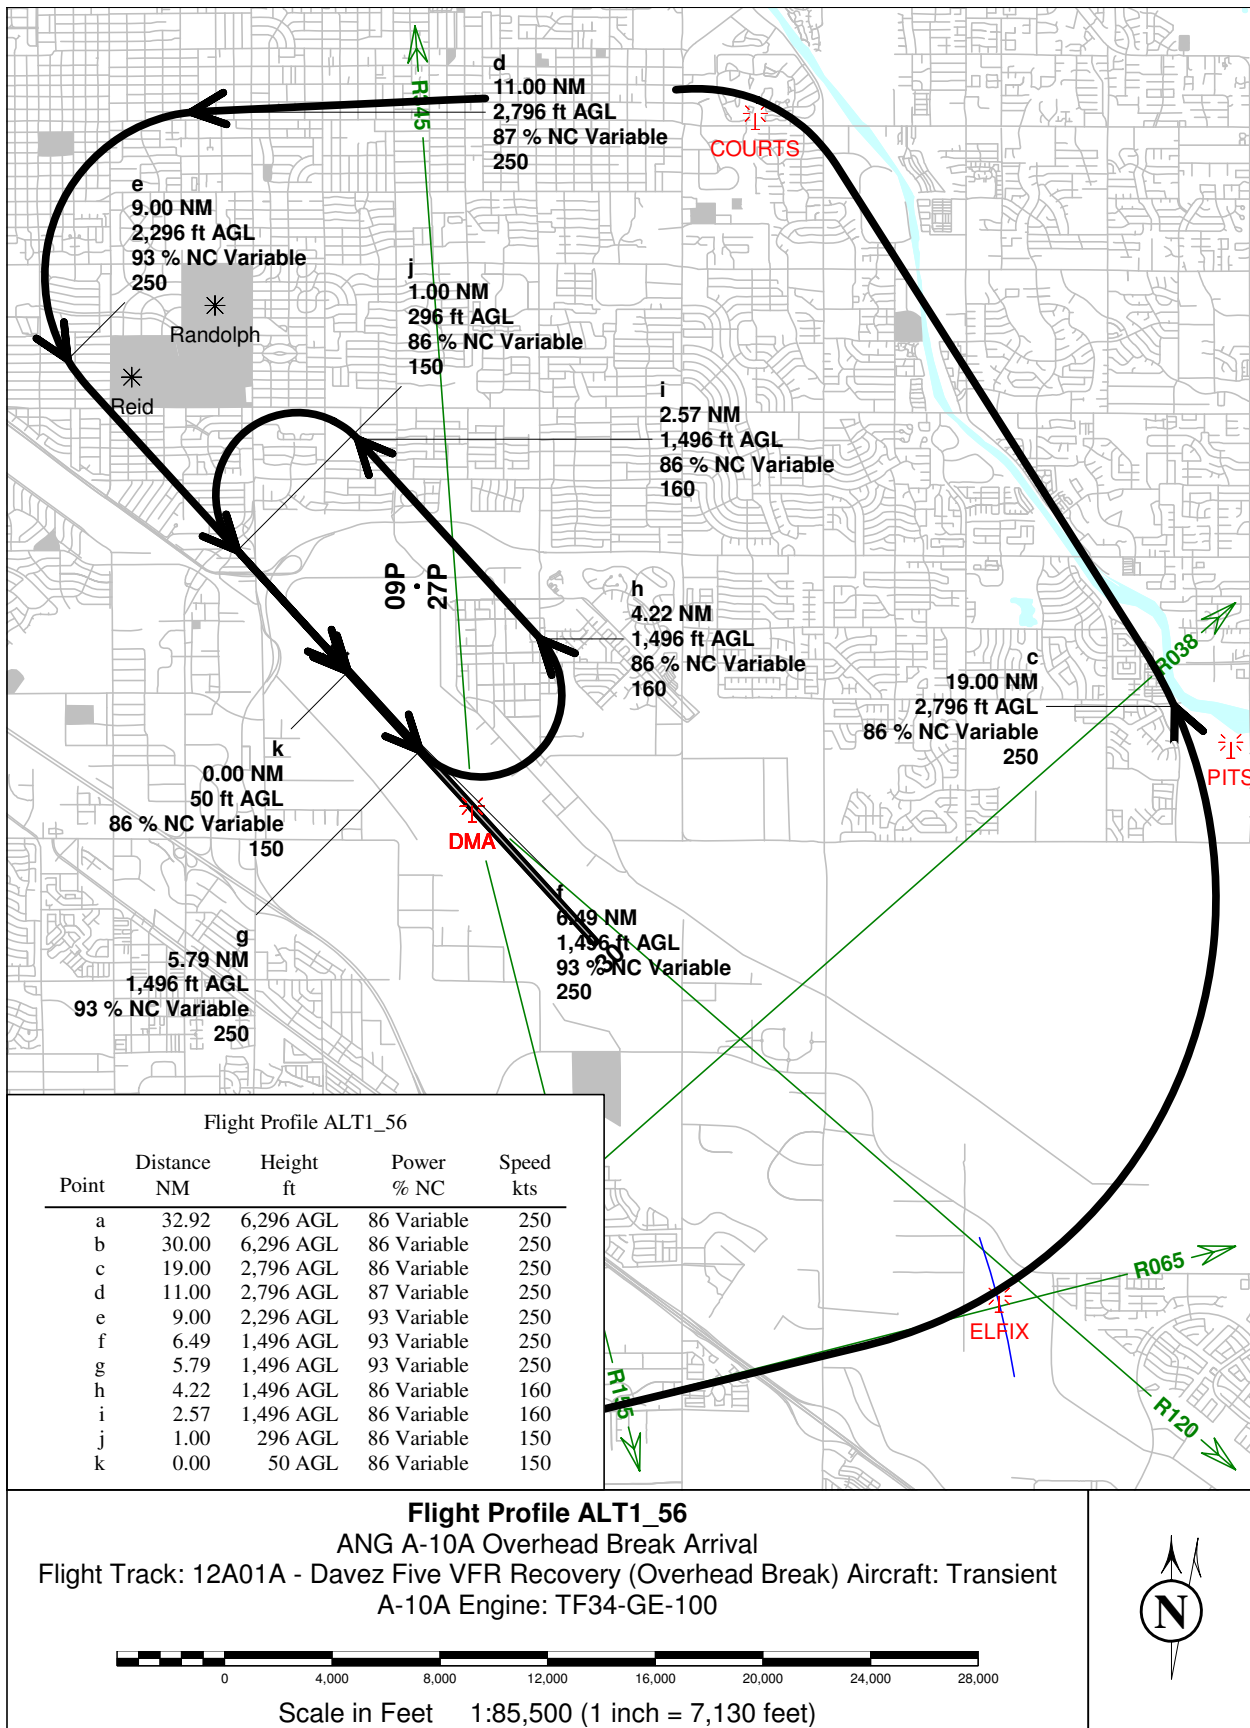 d
11.00 NM
2,796 ft AGL
87 % NC Variable
250
COURTS
e
9.00 NM
2,296 ft AGL
93 % NC Variable
250
Randolph
Reid
j
1.00 NM
296 ft AGL
86 % NC Variable
150
i
2.57 NM
1,496 ft AGL
86 % NC Variable
160
09P
27P
h
4.22 NM
1,496 ft AGL
86 % NC Variable
160
R038
c
19.00 NM
2,796 ft AGL
86 % NC Variable
250
PITS
k
0.00 NM
50 ft AGL
86 % NC Variable
150
DMA
f
6.49 NM
1,496 ft AGL
93 % NC Variable
250
30
g
5.79 NM
1,496 ft AGL
93 % NC Variable
250
R065
ELFIX
R155
R120
Flight Profile ALT1_56
Point Distance NM Height ft Power % NC Speed kts
a 32.92 6,296 AGL 86 Variable 250
b 30.00 6,296 AGL 86 Variable 250
c 19.00 2,796 AGL 86 Variable 250
d 11.00 2,796 AGL 87 Variable 250
e 9.00 2,296 AGL 93 Variable 250
f 6.49 1,496 AGL 93 Variable 250
g 5.79 1,496 AGL 93 Variable 250
h 4.22 1,496 AGL 86 Variable 160
i 2.57 1,496 AGL 86 Variable 160
j 1.00 296 AGL 86 Variable 150
k 0.00 50 AGL 86 Variable 150
Flight Profile ALT1_56
ANG A-10A Overhead Break Arrival
Flight Track: 12A01A - Davez Five VFR Recovery (Overhead Break) Aircraft: Transient
A-10A Engine: TF34-GE-100
0 4,000 8,000 12,000 16,000 20,000 24,000 28,000
Scale in Feet 1:85,500 (1 inch = 7,130 feet)
N